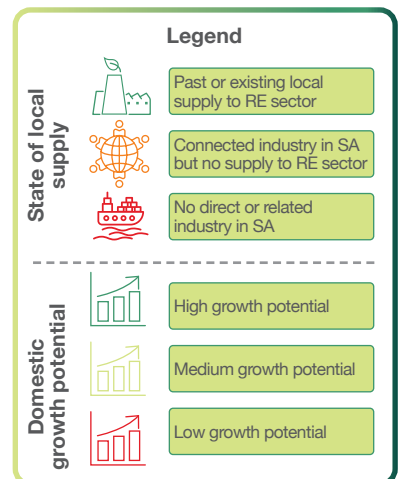 Legend
State of local
supply
Past or existing local
supply to RE sector
Connected industry in SA
but no supply to RE sector
No direct or related
industry in SA
Domestic
growth potential
High growth potential
Medium growth potential
Low growth potential